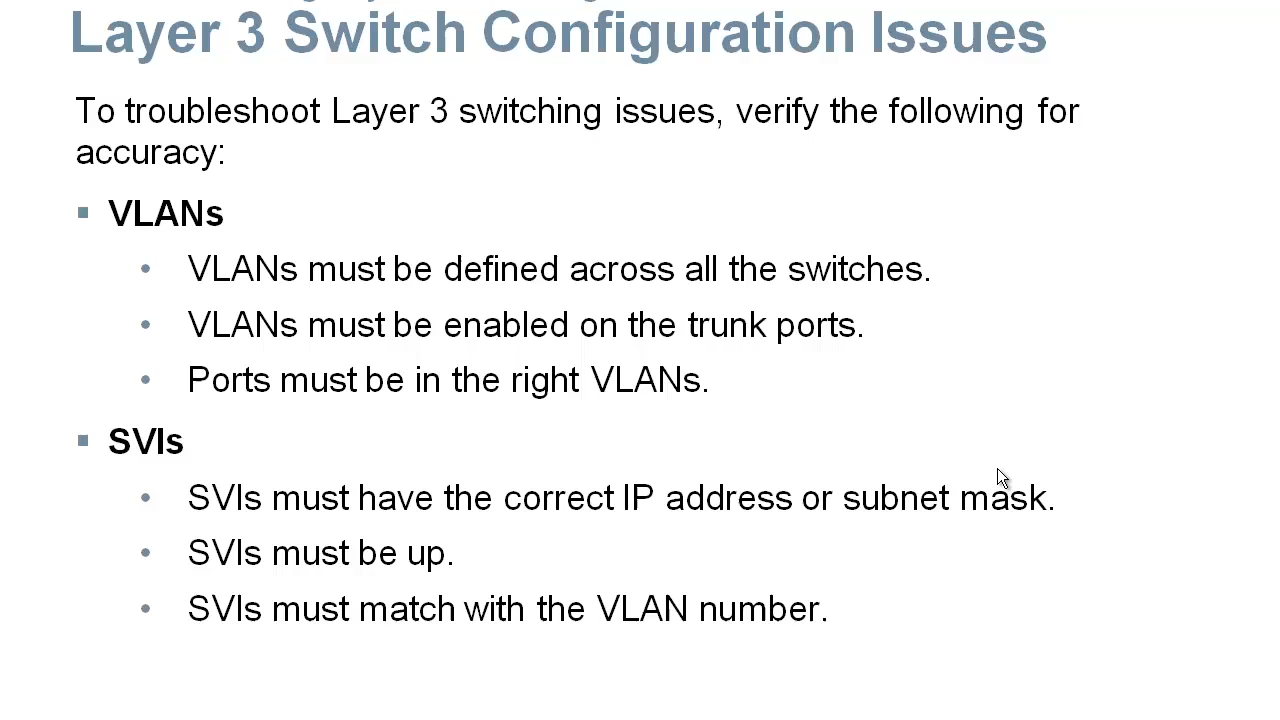 Layer 3 Switch Configuration Issues
To troubleshoot Layer 3 switching issues, verify the following for
accuracy:
▪ VLANs
• VLANs must be defined across all the switches.
• VLANs must be enabled on the trunk ports.
• Ports must be in the right VLANs.
▪ SVIs
• SVIs must have the correct IP address or subnet mask.
• SVIs must be up.
• SVIs must match with the VLAN number.